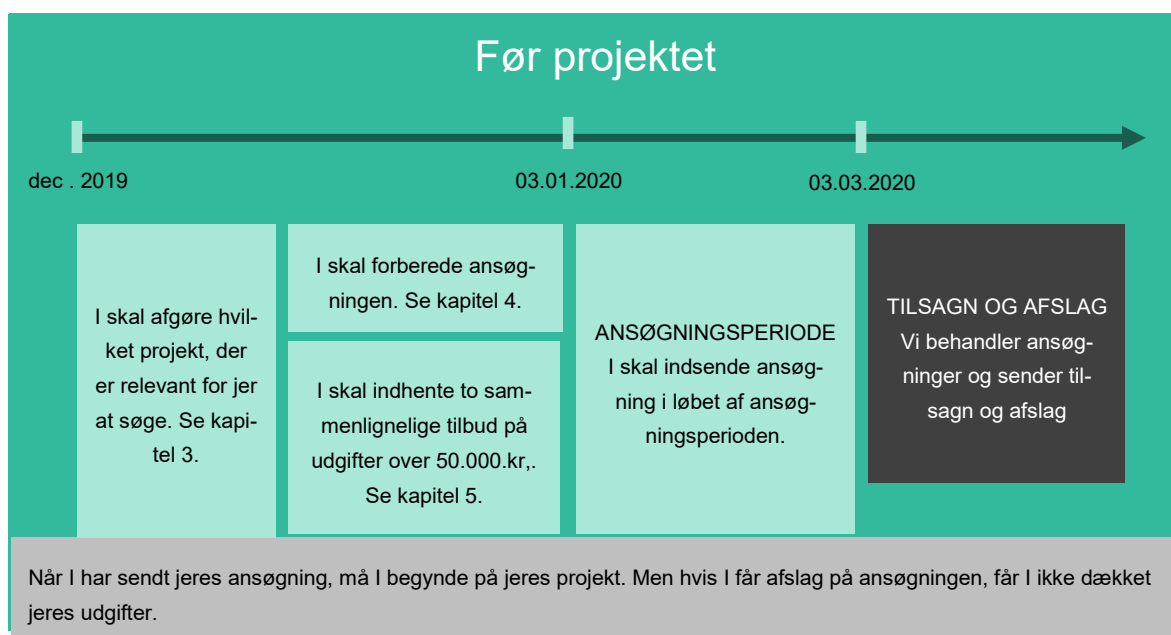 Før projektet
dec . 2019
03.01.2020
03.03.2020
I skal afgøre hvil-
ket projekt, der
er relevant for jer
at søge. Se kapi-
tel 3.
I skal forberede ansøg-
ningen. Se kapitel 4.
I skal indhente to sam-
menlignelige tilbud på
udgifter over 50.000.kr,.
Se kapitel 5.
ANSØGNINGSPERIODE
I skal indsende ansøg-
ning i løbet af ansøg-
ningsperioden.
TILSAGN OG AFSLAG
Vi behandler ansøg-
ninger og sender til-
sagn og afslag
Når I har sendt jeres ansøgning, må I begynde på jeres projekt. Men hvis I får afslag på ansøgningen, får I ikke dækket
jeres udgifter.